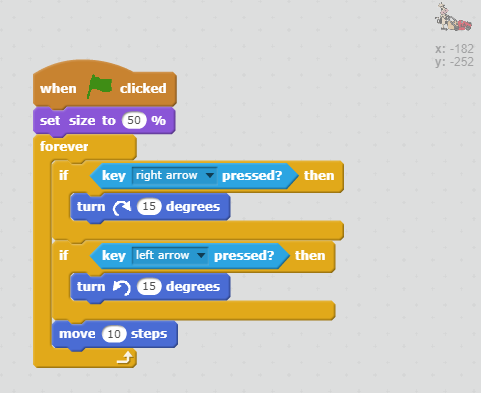 x: -182
y: -252
when clicked
set size to 50 %
forever
if key right arrow pressed? then
turn 15 degrees
if key left arrow pressed? then
turn 15 degrees
move 10 steps